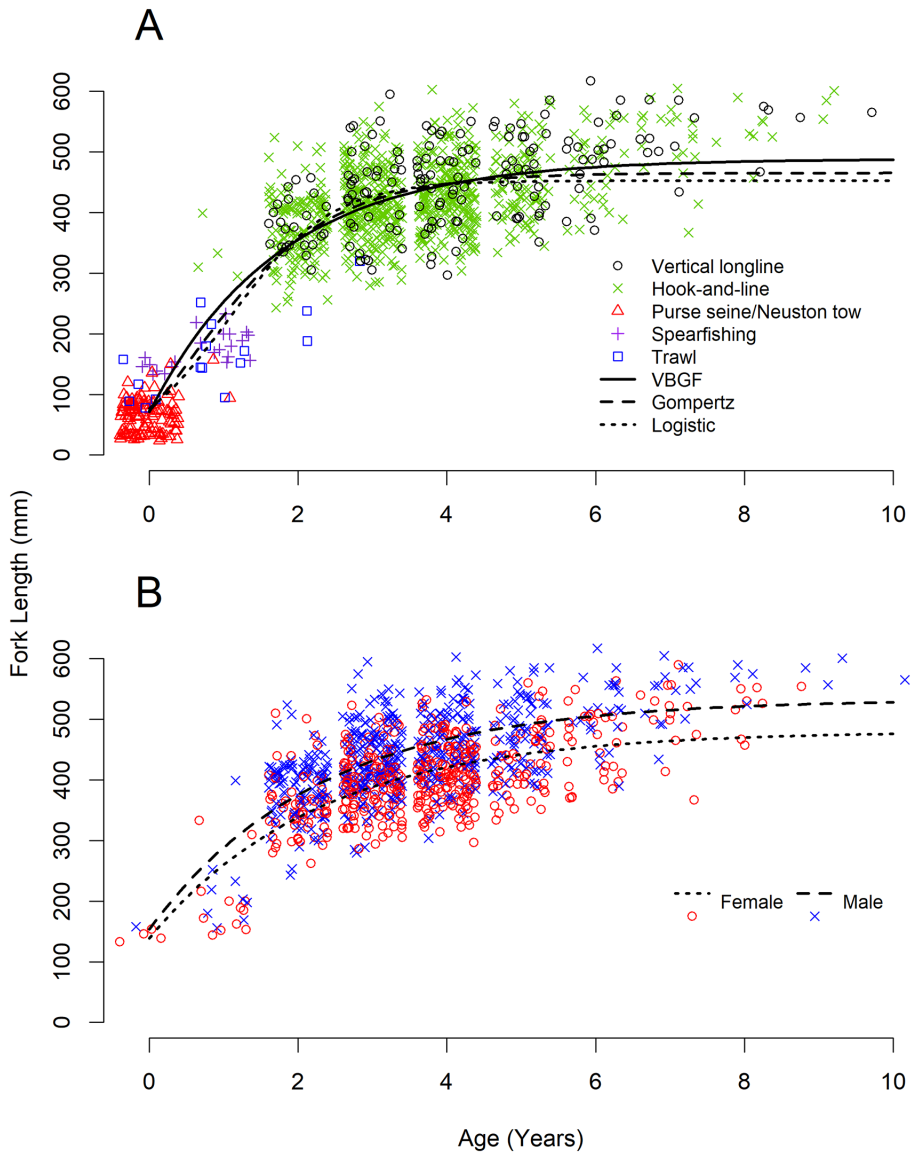 A
600
500
400
300
200
100
0
Vertical longline
Hook-and-line
Purse seine/Neuston tow
Spearfishing
Trawl
VBGF
Gompertz
Logistic
0 2 4 6 8 10
Fork Length (mm)
B
600
500
400
300
200
100
0
Female Male
0 2 4 6 8 10
Age (Years)